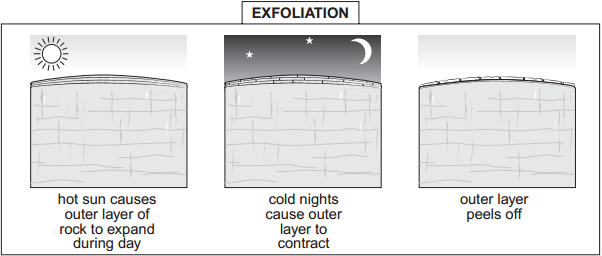 EXFOLIATION
hot sun causes
outer layer of
rock to expand
during day
cold nights
cause outer
layer to
contract
outer layer
peels off